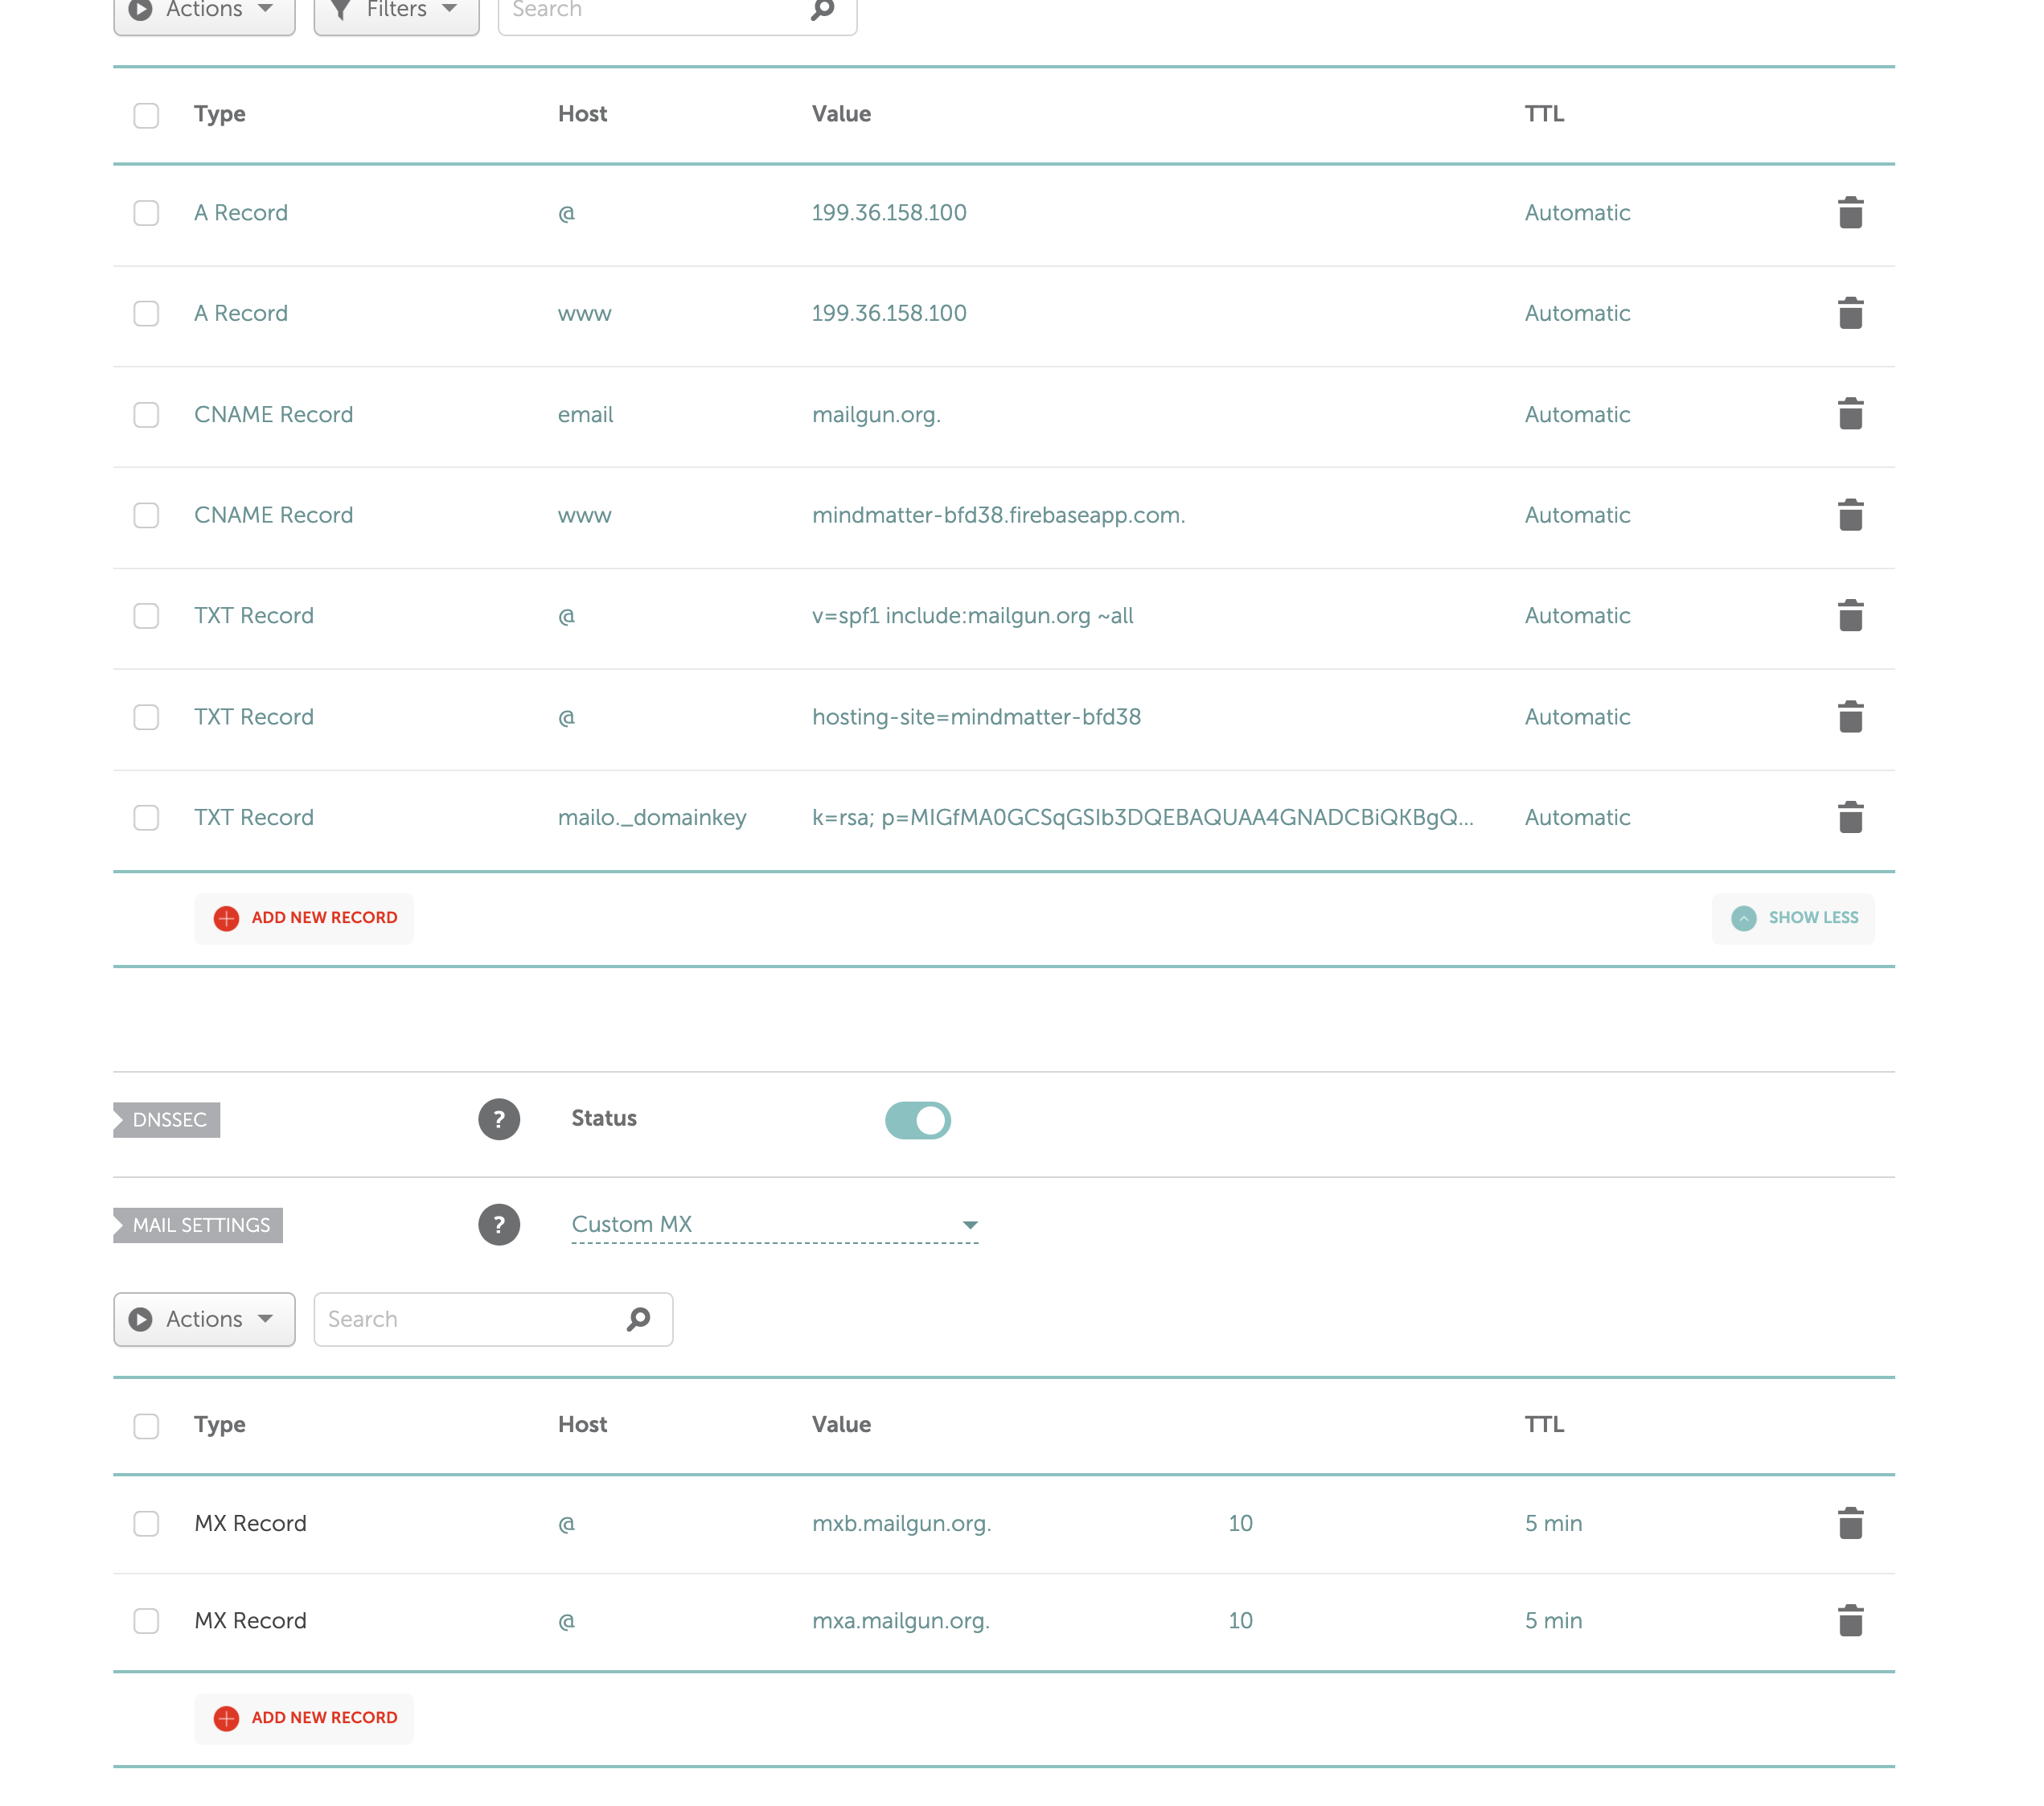 Actions Filters Search
Type Host Value TTL
A Record @ 199.36.158.100 Automatic
A Record www 199.36.158.100 Automatic
CNAME Record email mailgun.org. Automatic
CNAME Record www mindmatter-bfd38.firebaseapp.com. Automatic
TXT Record @ v=spf1 include:mailgun.org ~all Automatic
TXT Record @ hosting-site=mindmatter-bfd38 Automatic
TXT Record mailo._domainkey k=rsa; p=MIGfMA0GCSqGSIb3DQEBAQUAA4GNADCBiQKBgQ... Automatic
ADD NEW RECORD SHOW LESS
DNSSEC ? Status
MAIL SETTINGS ? Custom MX
Actions Search
Type Host Value TTL
MX Record @ mxb.mailgun.org. 10 5 min
MX Record @ mxa.mailgun.org. 10 5 min
ADD NEW RECORD